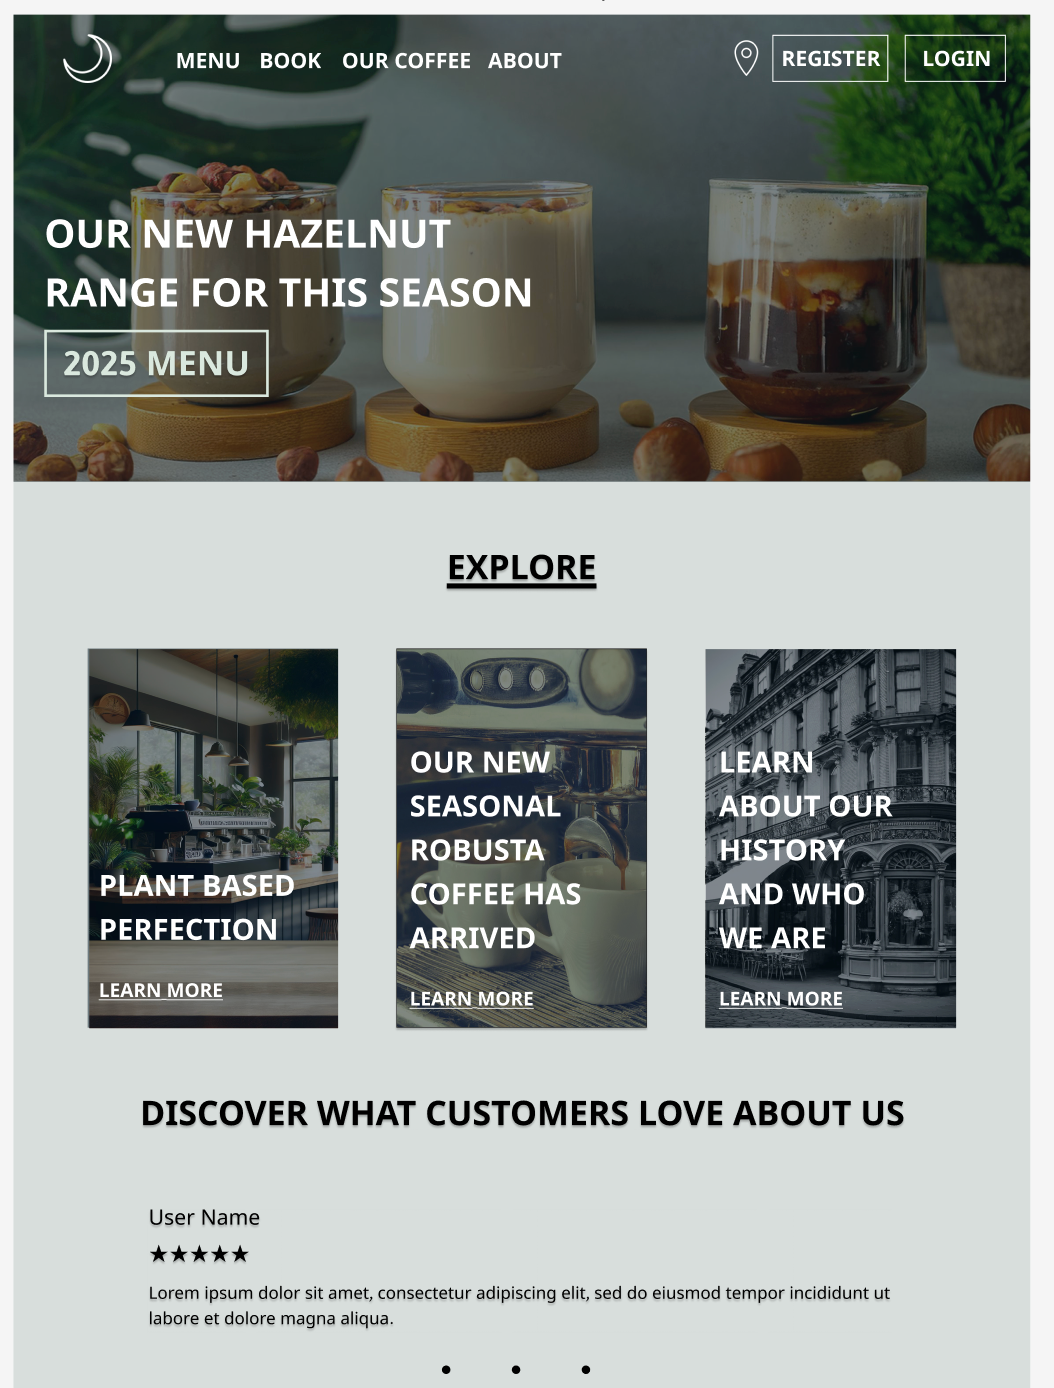 MENU BOOK OUR COFFEE ABOUT REGISTER LOGIN
OUR NEW HAZELNUT
RANGE FOR THIS SEASON
2025 MENU
EXPLORE
PLANT BASED
PERFECTION
LEARN MORE
OUR NEW
SEASONAL
ROBUSTA
COFFEE HAS
ARRIVED
LEARN MORE
LEARN
ABOUT OUR
HISTORY
AND WHO
WE ARE
LEARN MORE
DISCOVER WHAT CUSTOMERS LOVE ABOUT US
User Name
★★★★★
Lorem ipsum dolor sit amet, consectetur adipiscing elit, sed do eiusmod tempor incididunt ut
labore et dolore magna aliqua.